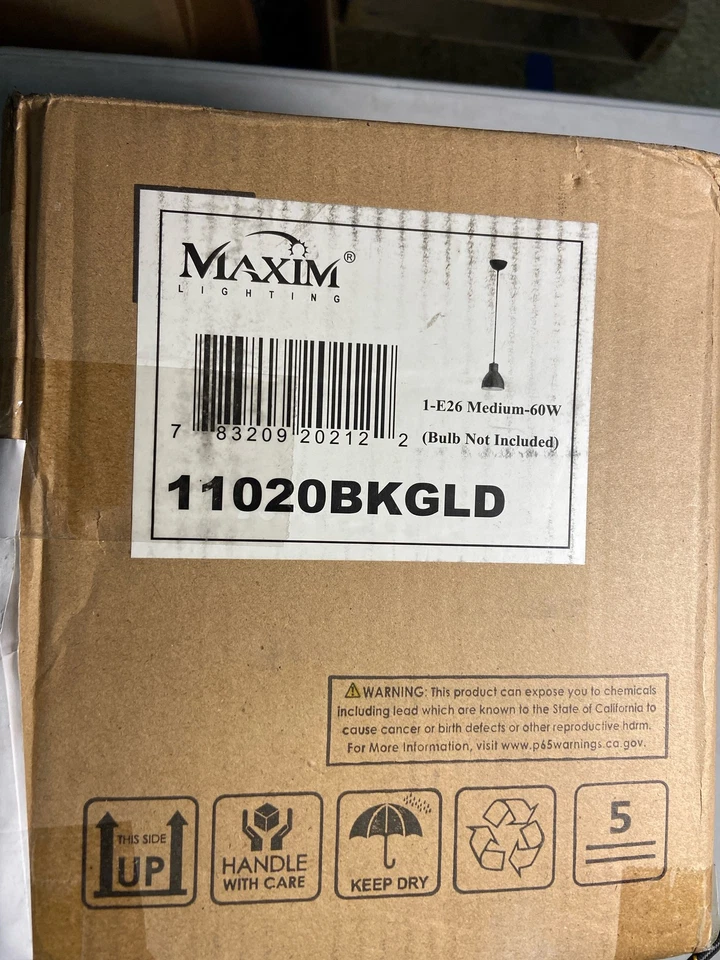 MAXIM®
LIGHTING
7 83209 20212 2
1-E26 Medium-60W
(Bulb Not Included)
11020BKGLD
WARNING: This product can expose you to chemicals
including lead which are known to the State of California to
cause cancer or birth defects or other reproductive harm.
For More Information, visit www.p65warnings.ca.gov.
THIS SIDE
UP
HANDLE
WITH CARE
KEEP DRY
5